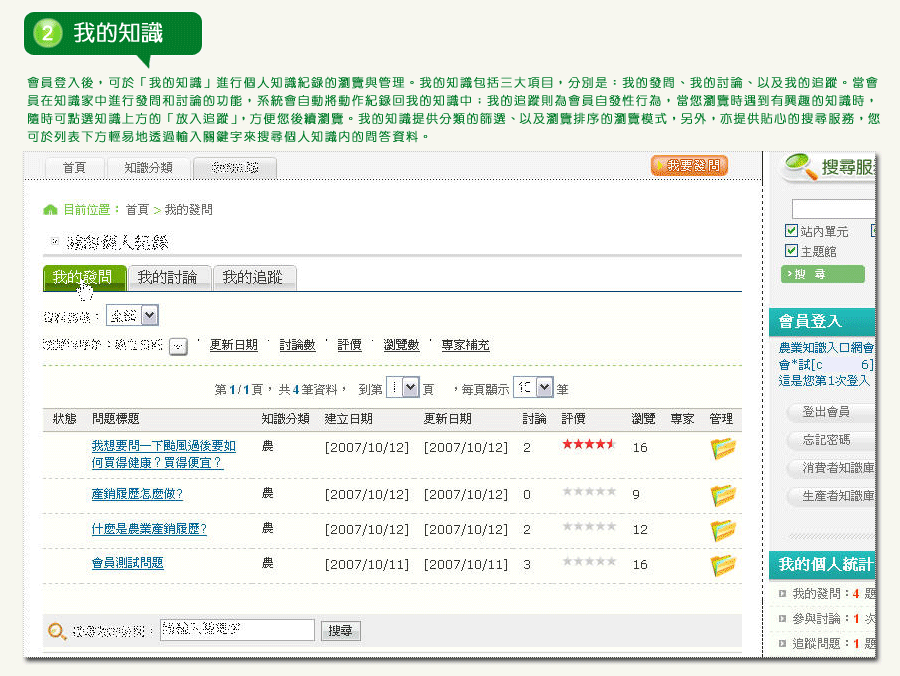 2 我的知識
會員登入後，可於「我的知識」進行個人知識紀錄的瀏覽與管理。我的知識包括三大項目，分別是：我的發問、我的討論、以及我的追蹤。當會
員在知識家中進行發問和討論的功能，系統會自動將動作紀錄回我的知識中；我的追蹤則為會員自發性行為，當您瀏覽時遇到有興趣的知識時，
隨時可點選知識上方的「放入追蹤」，方便您後續瀏覽。我的知識提供分類的篩選、以及瀏覽排序的瀏覽模式，另外，亦提供貼心的搜尋服務，您
可於列表下方輕易地透過輸入關鍵字來搜尋個人知識內的問答資料。
首頁 知識分類
我要發問
目前位置： 首頁 > 我的發問
我的發問 我的討論 我的追蹤
更新日期 討論數 評價 瀏覽數 專家補充
第1/1頁， 共4筆資料， 到第 頁 ，每頁顯示 筆
狀態 問題標題 知識分類 建立日期 更新日期 討論 評價 瀏覽 專家 管理
我想要問一下颱風過後要如
何買得健康？買得便宜？ 農 [2007/10/12] [2007/10/12] 2 16
產銷履歷怎麼做? 農 [2007/10/12] [2007/10/12] 0 9
什麼是農業產銷履歷? 農 [2007/10/12] [2007/10/12] 2 12
會員測試問題 農 [2007/10/11] [2007/10/11] 3 16
搜尋
搜尋服
站內單元
主題館
搜 尋
會員登入
農業知識入口網會
會*試[c 6]
這是您第1次登入
登出會員
忘記密碼
消費者知識庫
生產者知識庫
我的個人統計
我的發問：4 題
參與討論：1 次
追蹤問題：1 題